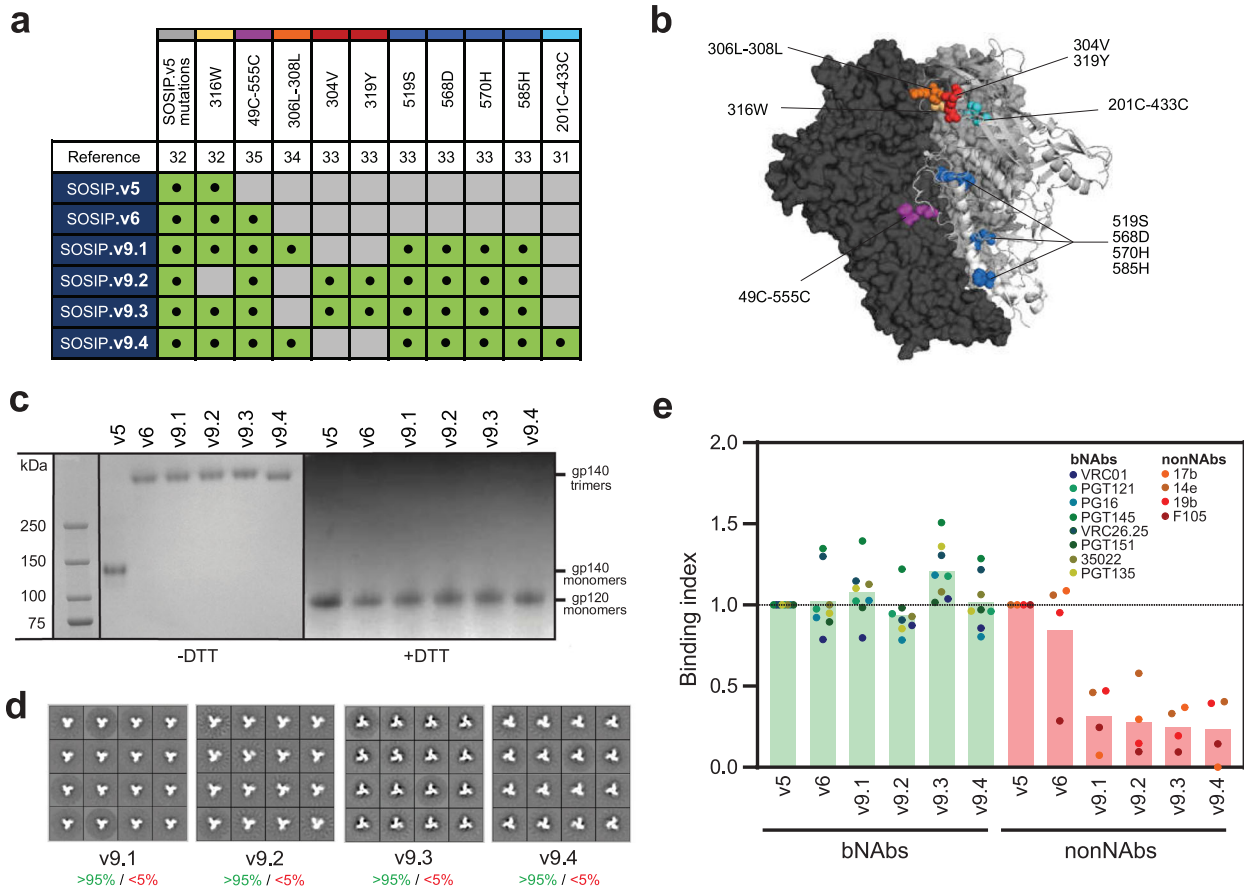 a
SOSIP.v5 mutations
316W
49C-555C
306L-308L
304V
319Y
519S
568D
570H
585H
201C-433C
Reference 32 32 35 34 33 33 33 33 33 33 31
SOSIP.v5
SOSIP.v6
SOSIP.v9.1
SOSIP.v9.2
SOSIP.v9.3
SOSIP.v9.4
b
306L-308L
304V
319Y
316W
201C-433C
519S
568D
570H
585H
49C-555C
c
v5 v6 v9.1 v9.2 v9.3 v9.4 v5 v6 v9.1 v9.2 v9.3 v9.4
kDa
250
150
100
75
gp140 trimers
gp140 monomers
gp120 monomers
-DTT +DTT
d
v9.1 v9.2 v9.3 v9.4
>95% / <5% >95% / <5% >95% / <5% >95% / <5%
e
Binding index
2.0
1.5
1.0
0.5
0.0
bNAbs
VRC01
PGT121
PG16
PGT145
VRC26.25
PGT151
35022
PGT135
nonNAbs
17b
14e
19b
F105
v5 v6 v9.1 v9.2 v9.3 v9.4 v5 v6 v9.1 v9.2 v9.3 v9.4
bNAbs nonNAbs